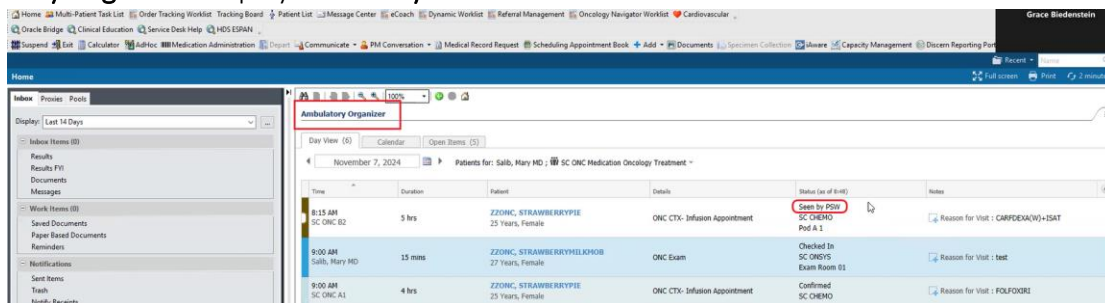 Home Multi-Patient Task List Order Tracking Worklist Tracking Board Patient List Message Center eCoach Dynamic Worklist Referral Management Oncology Navigator Worklist Cardiovascular
Grace Biedenstein
Oracle Bridge Clinical Education Service Desk Help HDS ESPAN
Suspend Exit Calculator AdHoc Medication Administration Depart Communicate PM Conversation Medical Record Request Scheduling Appointment Book + Add Documents Specimen Collection iAware Capacity Management Discern Reporting Port
Recent Name
Home Full screen Print 2 minute
Inbox Proxies Pools
100%
Ambulatory Organizer
Display: Last 14 Days ...
Day View (6) Calendar Open Items (5)
Inbox Items (0)
Results
Results FYI
Documents
Messages
November 7, 2024 Patients for: Salib, Mary MD ; SC ONC Medication Oncology Treatment
Time Duration Patient Details Status (as of 8:48) Notes
Work Items (0)
Saved Documents
Paper Based Documents
Reminders
8:15 AM 5 hrs ZZONC, STRAWBERRYPIE ONC CTX- Infusion Appointment Seen by PSW Reason for Visit : CARFDEXA(W)+ISAT
SC ONC B2 25 Years, Female SC CHEMO
Pod A 1
Notifications
Sent Items
Trash
Notify Receipts
9:00 AM 15 mins ZZONC, STRAWBERRYMILKMOB ONC Exam Checked In Reason for Visit : test
Salib, Mary MD 27 Years, Female SC ONSYS
Exam Room 01
9:00 AM 4 hrs ZZONC, STRAWBERRYPIE ONC CTX- Infusion Appointment Confirmed Reason for Visit : FOLFOXIRI
SC ONC A1 25 Years, Female SC CHEMO